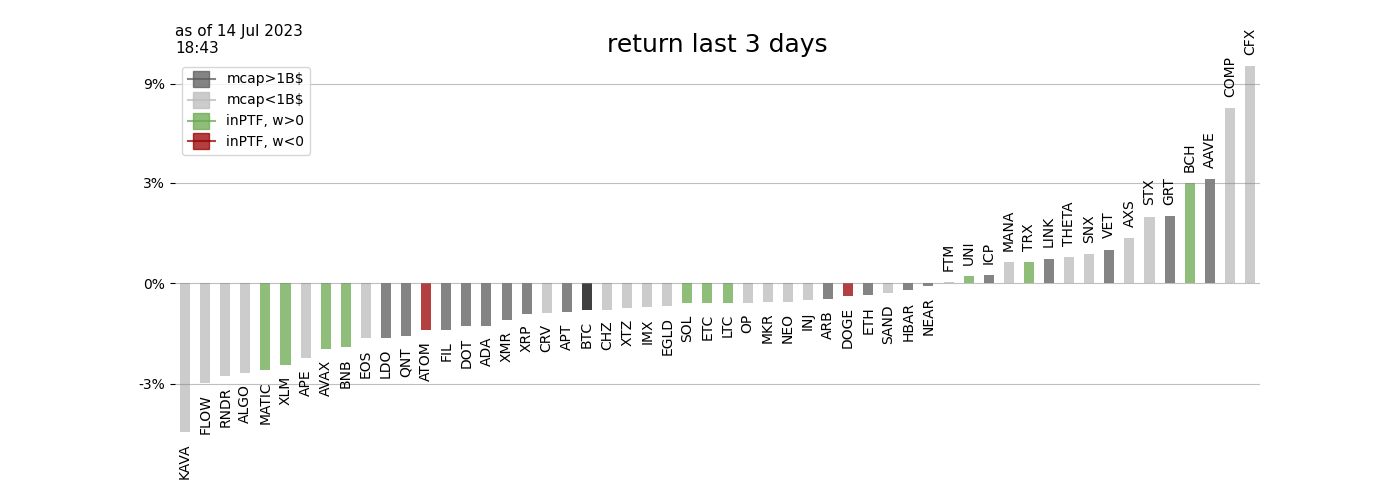 as of 14 Jul 2023
18:43
return last 3 days
mcap>1B$
mcap<1B$
inPTF, w>0
inPTF, w<0
9%
3%
0%
-3%
KAVA
FLOW
RNDR
ALGO
MATIC
XLM
APE
AVAX
BNB
EOS
LDO
QNT
ATOM
FIL
DOT
ADA
XMR
XRP
CRV
APT
BTC
CHZ
XTZ
IMX
EGLD
SOL
ETC
LTC
OP
MKR
NEO
INJ
ARB
DOGE
ETH
SAND
HBAR
NEAR
FTM
UNI
ICP
MANA
TRX
LINK
THETA
SNX
VET
AXS
STX
GRT
BCH
AAVE
COMP
CFX